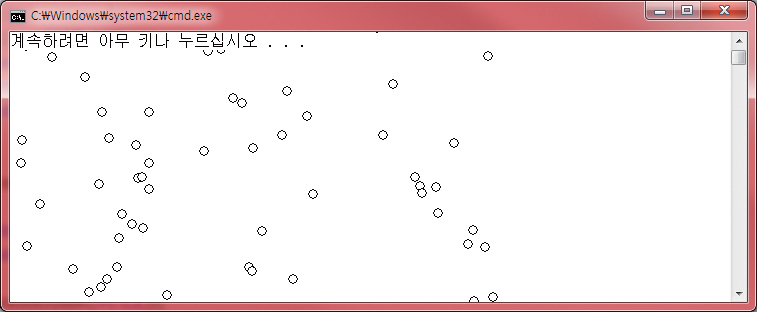 C:₩Windows₩system32₩cmd.exe
계속하려면 아무 키나 누르십시오 . . .